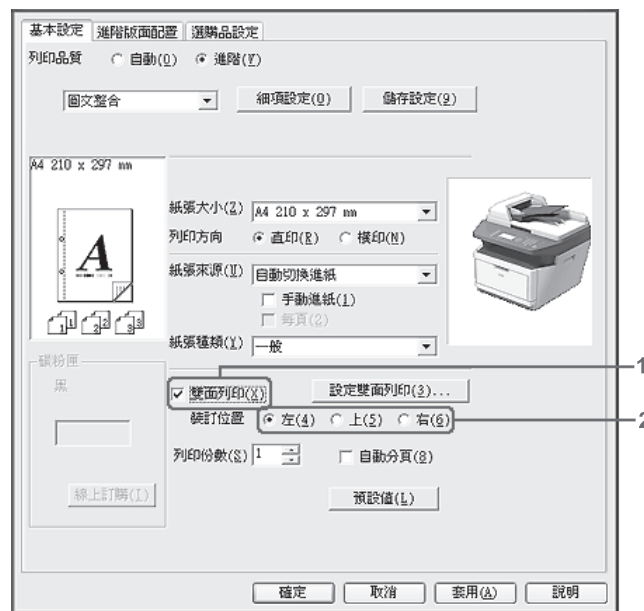 基本設定 進階版面配置 選購品設定
列印品質 自動(O) 進階(V)
圖文整合 細項設定(0) 儲存設定(9)
A4 210 x 297 mm
紙張大小(Z) A4 210 x 297 mm
列印方向 直印(R) 橫印(N)
A
紙張來源(U) 自動切換進紙
手動進紙(1)
每頁(2)
1 1 2 2 3 3
紙張種類(Y) 一般
碳粉匣
黑
雙面列印(X) 設定雙面列印(3)... 1
裝訂位置 左(4) 上(5) 右(6) 2
列印份數(S) 1 自動分頁(8)
線上訂購(I) 預設值(L)
確定 取消 套用(A) 說明